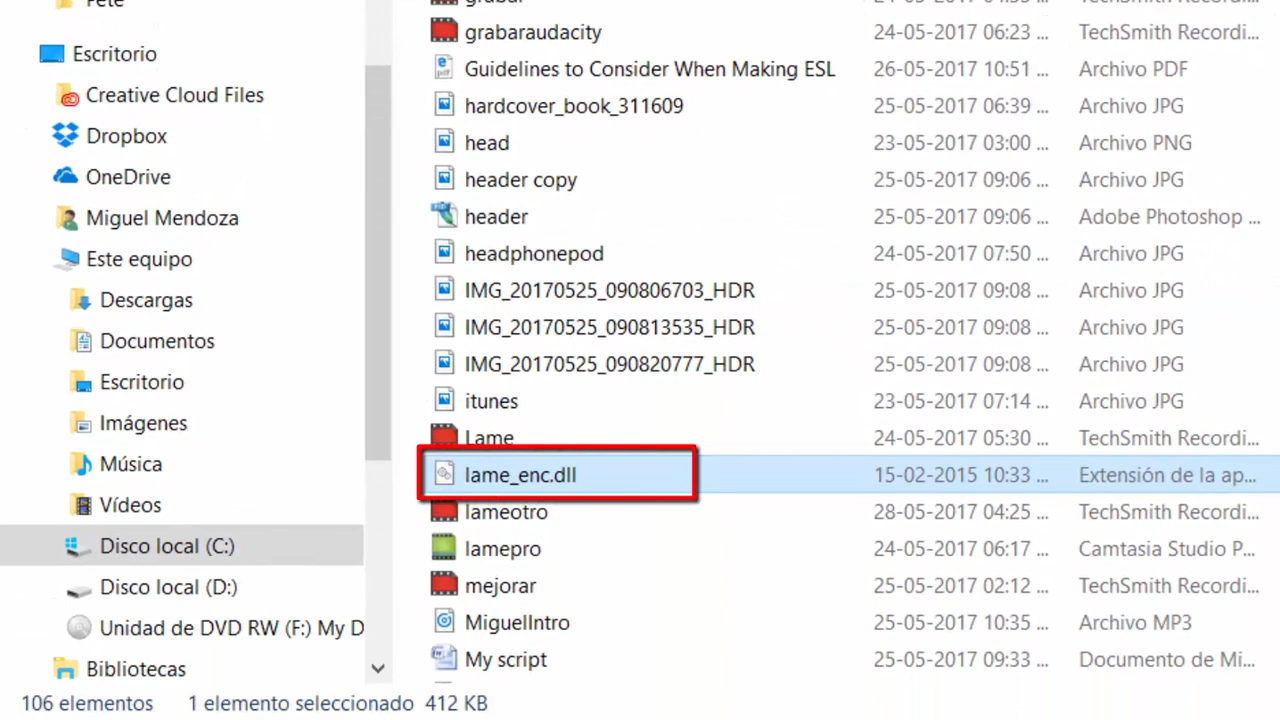 Pete
Escritorio
Creative Cloud Files
Dropbox
OneDrive
Miguel Mendoza
Este equipo
Descargas
Documentos
Escritorio
Imágenes
Música
Vídeos
Disco local (C:)
Disco local (D:)
Unidad de DVD RW (F:) My D
Bibliotecas
grabar
grabaraudacity 24-05-2017 06:23 ... TechSmith Recordi...
Guidelines to Consider When Making ESL 26-05-2017 10:51 ... Archivo PDF
hardcover_book_311609 25-05-2017 06:39 ... Archivo JPG
head 23-05-2017 03:00 ... Archivo PNG
header copy 25-05-2017 09:06 ... Archivo JPG
header 25-05-2017 09:06 ... Adobe Photoshop ...
headphonepod 24-05-2017 07:50 ... Archivo JPG
IMG_20170525_090806703_HDR 25-05-2017 09:08 ... Archivo JPG
IMG_20170525_090813535_HDR 25-05-2017 09:08 ... Archivo JPG
IMG_20170525_090820777_HDR 25-05-2017 09:08 ... Archivo JPG
itunes 23-05-2017 07:14 ... Archivo JPG
Lame 24-05-2017 05:30 ... TechSmith Recordi...
lame_enc.dll 15-02-2015 10:33 ... Extensión de la ap...
lameotro 28-05-2017 04:25 ... TechSmith Recordi...
lamepro 24-05-2017 06:17 ... Camtasia Studio P...
mejorar 25-05-2017 02:12 ... TechSmith Recordi...
MiguelIntro 25-05-2017 10:35 ... Archivo MP3
My script 25-05-2017 09:33 ... Documento de Mi...
106 elementos 1 elemento seleccionado 412 KB